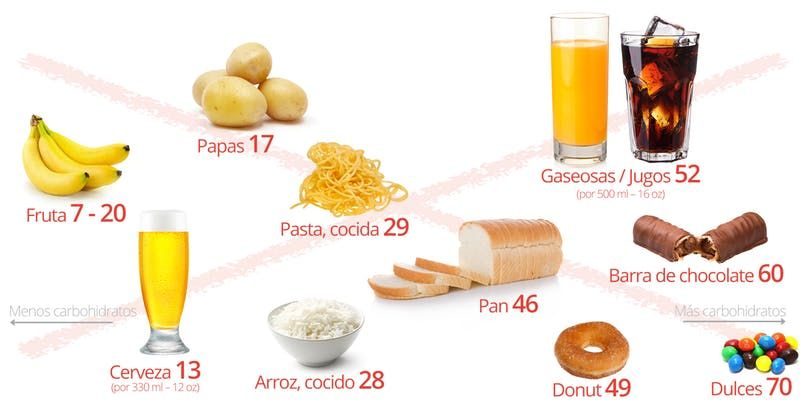 Papas 17
Gaseosas / Jugos 52
(por 500 ml – 16 oz)
Fruta 7 - 20
Pasta, cocida 29
Barra de chocolate 60
Pan 46
Menos carbohidratos
Más carbohidratos
Cerveza 13
(por 330 ml – 12 oz)
Arroz, cocido 28
Donut 49
Dulces 70